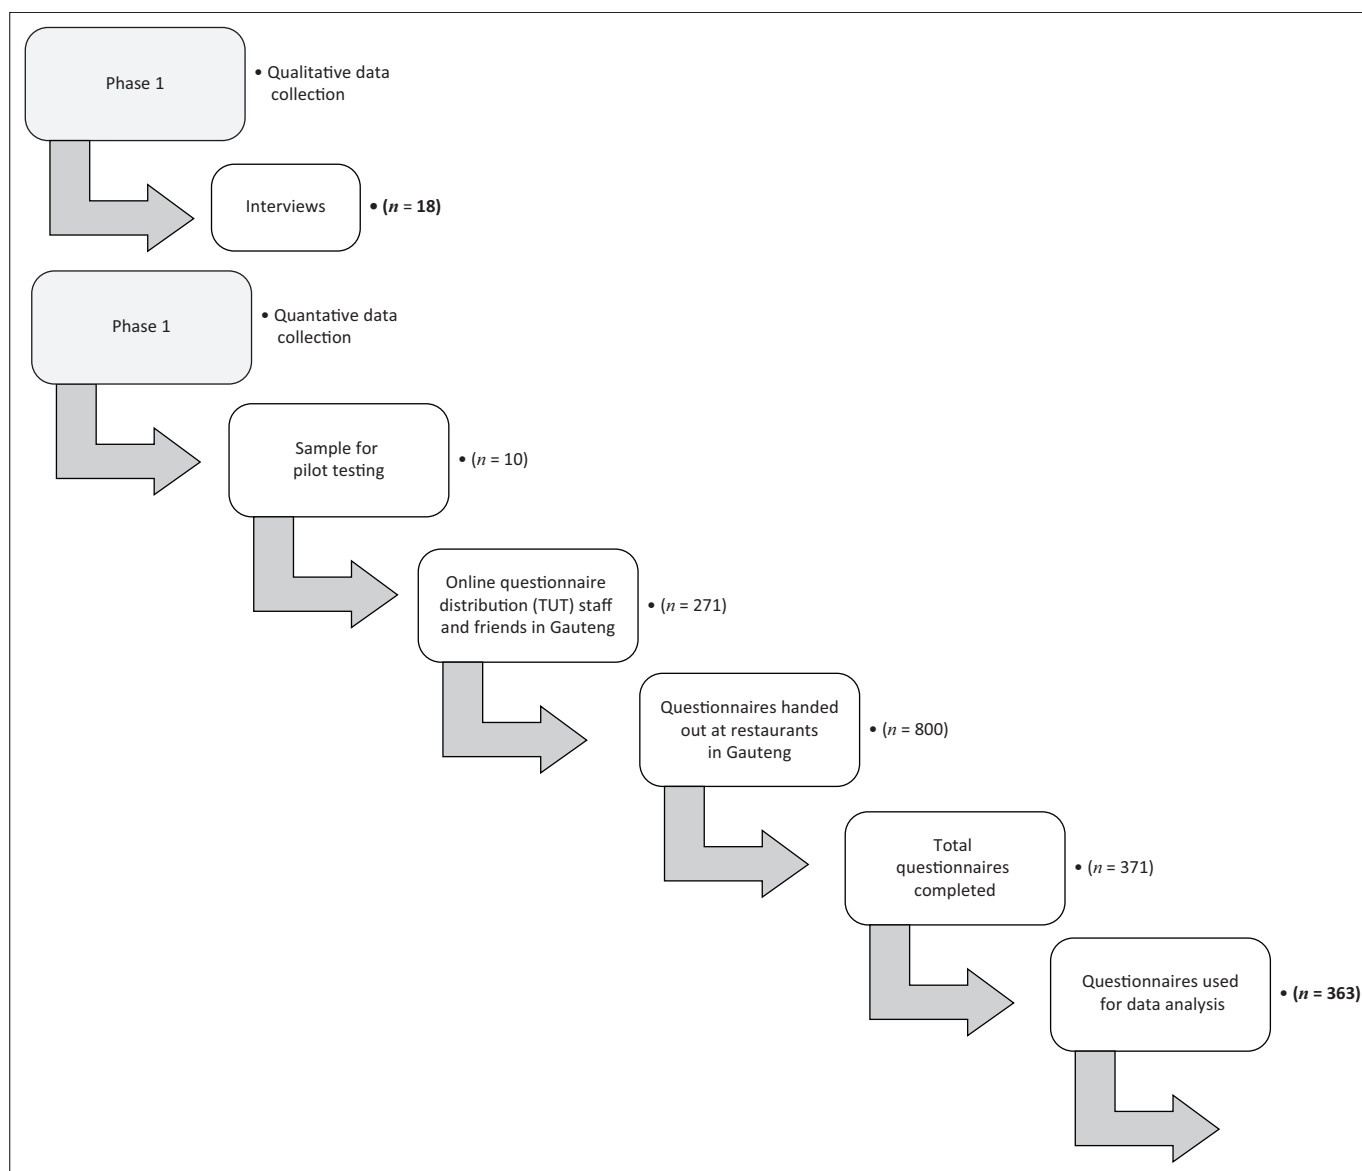 Phase 1
• Qualitative data
collection
Interviews
• (n = 18)
Phase 1
• Quantative data
collection
Sample for
pilot testing
• (n = 10)
Online questionnaire
distribution (TUT) staff
and friends in Gauteng
• (n = 271)
Questionnaires handed
out at restaurants
in Gauteng
• (n = 800)
Total
questionnaires
completed
• (n = 371)
Questionnaires used
for data analysis
• (n = 363)